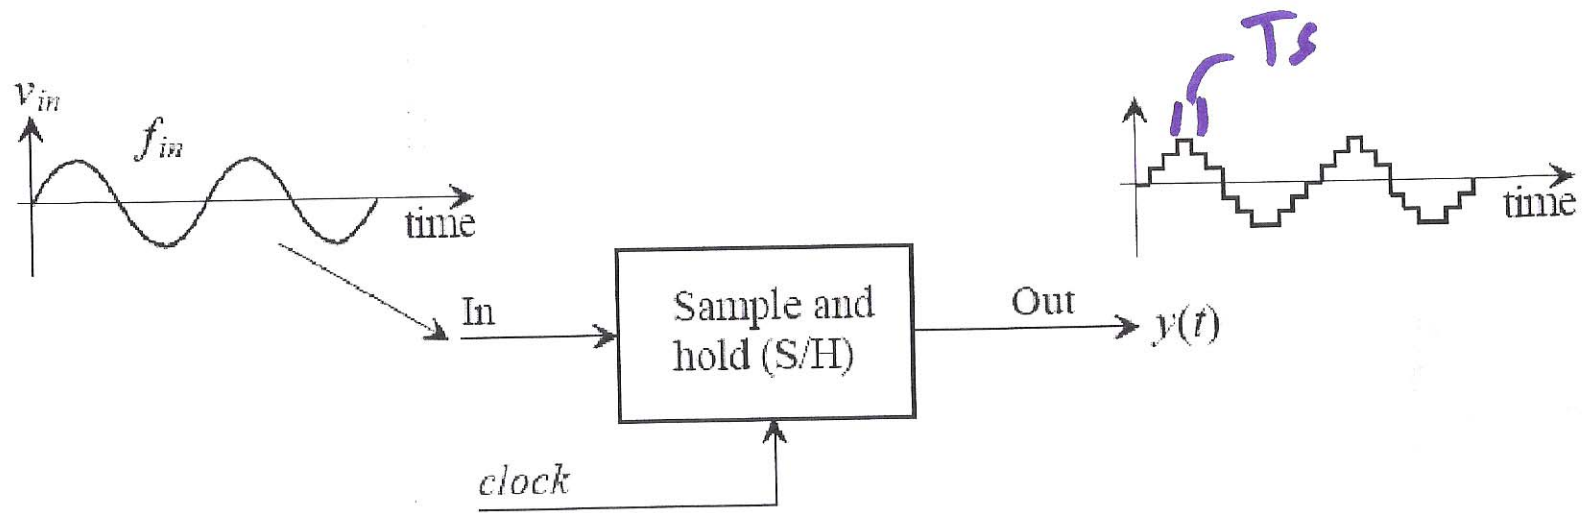 Ts
v_in
f_in
time
time
In
Sample and
hold (S/H)
Out
y(t)
clock